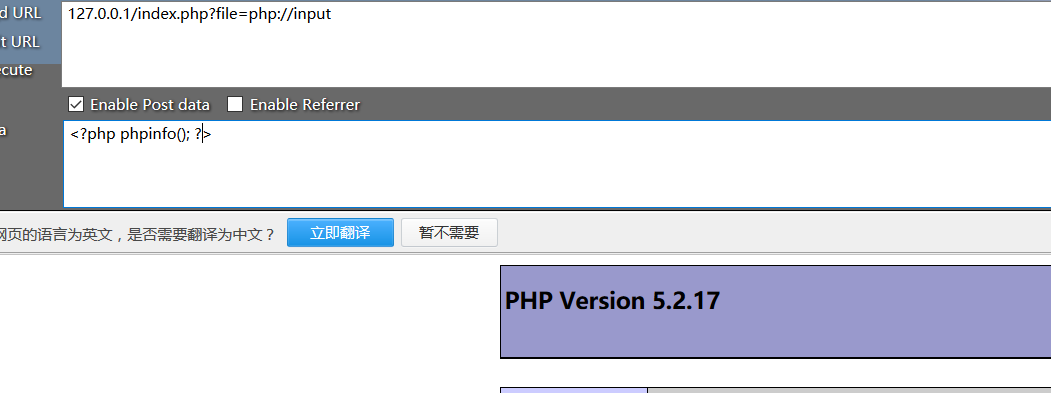 d URL
127.0.0.1/index.php?file=php://input
t URL
ecute
Enable Post data
Enable Referrer
a
<?php phpinfo(); ?>
网页的语言为英文，是否需要翻译为中文？
立即翻译
暂不需要
PHP Version 5.2.17